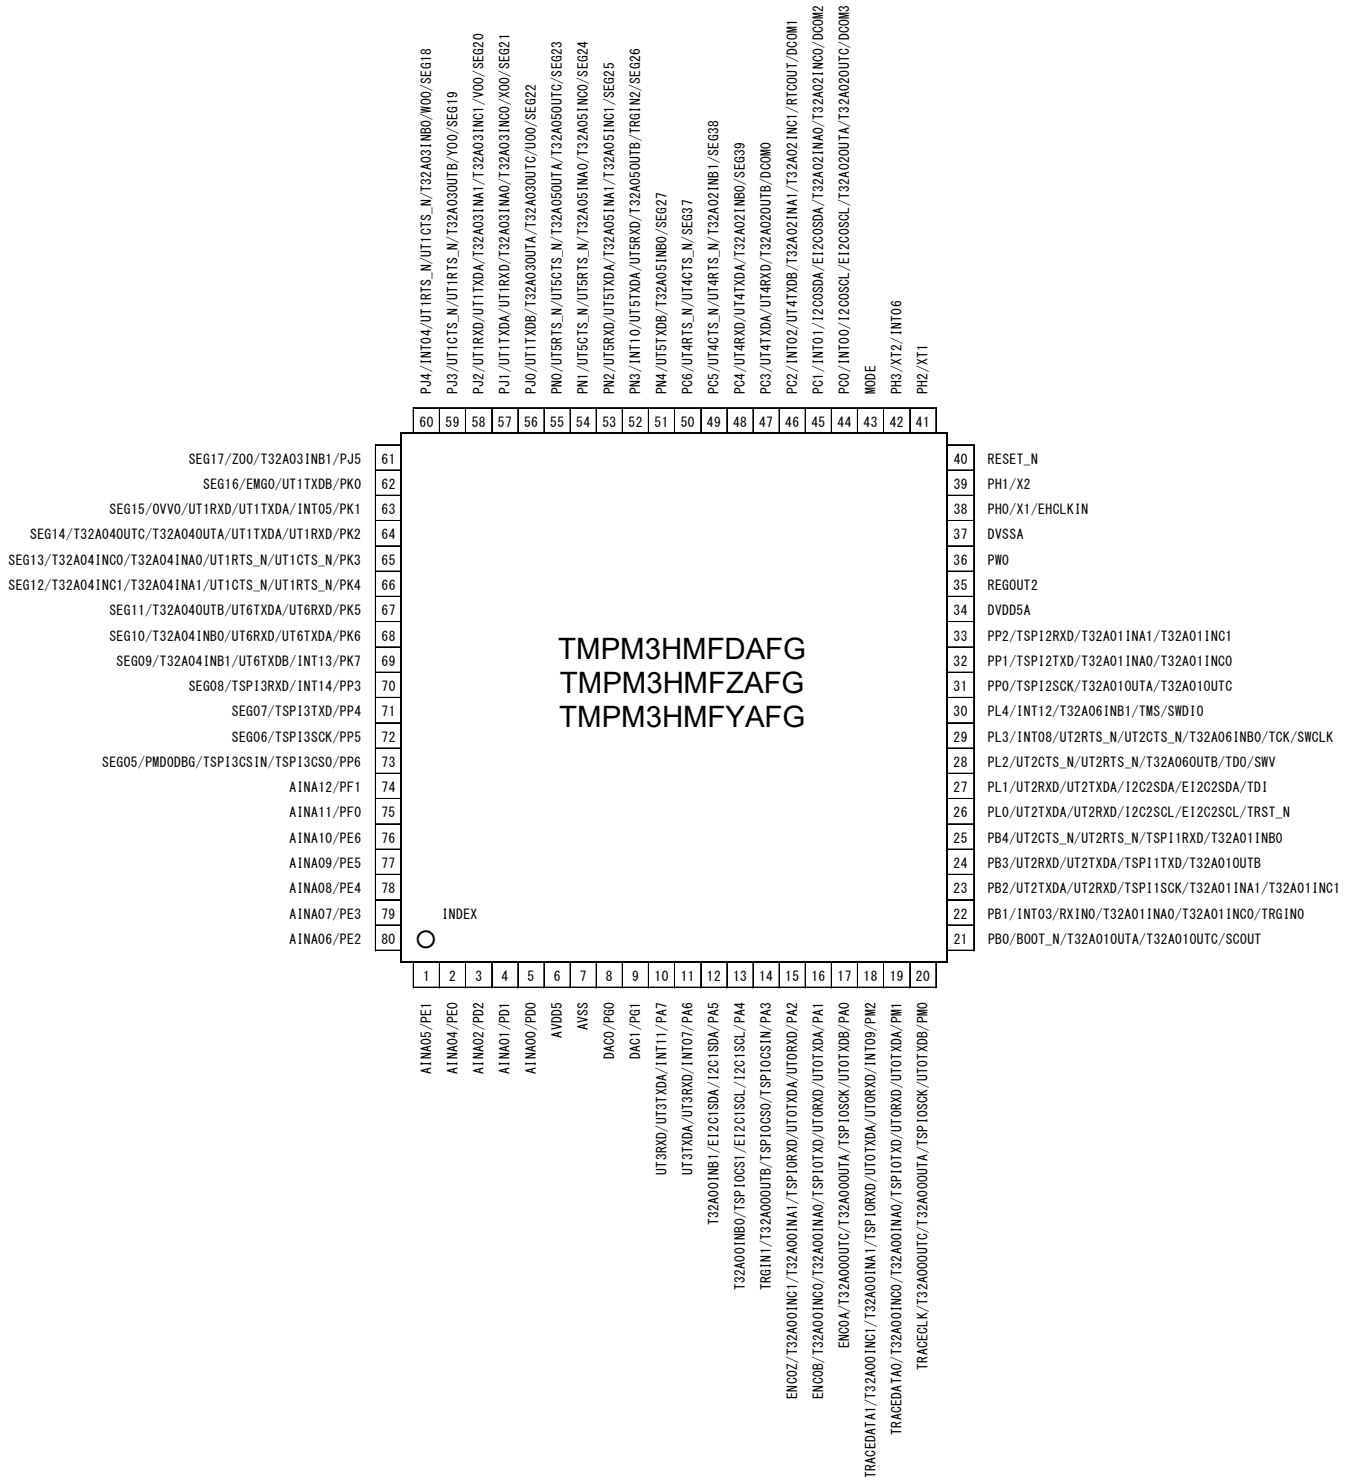 PJ4/INT04/UT1RTS_N/UT1CTS_N/T32A03INB0/WO0/SEG18
PJ3/UT1CTS_N/UT1RTS_N/T32A03OUTB/YO0/SEG19
PJ2/UT1RXD/UT1TXDA/T32A03INA1/T32A03INC1/VO0/SEG20
PJ1/UT1TXDA/UT1RXD/T32A03INA0/T32A03INC0/XO0/SEG21
PJ0/UT1TXDB/T32A03OUTA/T32A03OUTC/UO0/SEG22
PN0/UT5RTS_N/UT5CTS_N/T32A05OUTA/T32A05OUTC/SEG23
PN1/UT5CTS_N/UT5RTS_N/T32A05INA0/T32A05INC0/SEG24
PN2/UT5RXD/UT5TXDA/T32A05INA1/T32A05INC1/SEG25
PN3/INT10/UT5TXDA/UT5RXD/T32A05OUTB/TRGIN2/SEG26
PN4/UT5TXDB/T32A05INB0/SEG27
PC6/UT4RTS_N/UT4CTS_N/SEG37
PC5/UT4CTS_N/UT4RTS_N/T32A02INB1/SEG38
PC4/UT4RXD/UT4TXDA/T32A02INB0/SEG39
PC3/UT4TXDA/UT4RXD/T32A02OUTB/DCOM0
PC2/INT02/UT4TXDB/T32A02INA1/T32A02INC1/RTCOUT/DCOM1
PC1/INT01/I2C0SDA/EI2C0SDA/T32A02INA0/T32A02INC0/DCOM2
PC0/INT00/I2C0SCL/EI2C0SCL/T32A02OUTA/T32A02OUTC/DCOM3
MODE
PH3/XT2/INT06
PH2/XT1
60 59 58 57 56 55 54 53 52 51 50 49 48 47 46 45 44 43 42 41
SEG17/ZO0/T32A03INB1/PJ5 61
SEG16/EMG0/UT1TXDB/PK0 62
SEG15/OVV0/UT1RXD/UT1TXDA/INT05/PK1 63
SEG14/T32A04OUTC/T32A04OUTA/UT1TXDA/UT1RXD/PK2 64
SEG13/T32A04INC0/T32A04INA0/UT1RTS_N/UT1CTS_N/PK3 65
SEG12/T32A04INC1/T32A04INA1/UT1CTS_N/UT1RTS_N/PK4 66
SEG11/T32A04OUTB/UT6TXDA/UT6RXD/PK5 67
SEG10/T32A04INB0/UT6RXD/UT6TXDA/PK6 68
SEG09/T32A04INB1/UT6TXDB/INT13/PK7 69
SEG08/TSPI3RXD/INT14/PP3 70
SEG07/TSPI3TXD/PP4 71
SEG06/TSPI3SCK/PP5 72
SEG05/PMD0DBG/TSPI3CSIN/TSPI3CS0/PP6 73
AINA12/PF1 74
AINA11/PF0 75
AINA10/PE6 76
AINA09/PE5 77
AINA08/PE4 78
AINA07/PE3 79
AINA06/PE2 80
TMPM3HMFDAFG
TMPM3HMFZAFG
TMPM3HMFYAFG
INDEX
40 RESET_N
39 PH1/X2
38 PH0/X1/EHCLKIN
37 DVSSA
36 PW0
35 REGOUT2
34 DVDD5A
33 PP2/TSPI2RXD/T32A01INA1/T32A01INC1
32 PP1/TSPI2TXD/T32A01INA0/T32A01INC0
31 PP0/TSPI2SCK/T32A01OUTA/T32A01OUTC
30 PL4/INT12/T32A06INB1/TMS/SWDIO
29 PL3/INT08/UT2RTS_N/UT2CTS_N/T32A06INB0/TCK/SWCLK
28 PL2/UT2CTS_N/UT2RTS_N/T32A06OUTB/TDO/SWV
27 PL1/UT2RXD/UT2TXDA/I2C2SDA/EI2C2SDA/TDI
26 PL0/UT2TXDA/UT2RXD/I2C2SCL/EI2C2SCL/TRST_N
25 PB4/UT2CTS_N/UT2RTS_N/TSPI1RXD/T32A01INB0
24 PB3/UT2RXD/UT2TXDA/TSPI1TXD/T32A01OUTB
23 PB2/UT2TXDA/UT2RXD/TSPI1SCK/T32A01INA1/T32A01INC1
22 PB1/INT03/RXIN0/T32A01INA0/T32A01INC0/TRGIN0
21 PB0/BOOT_N/T32A01OUTA/T32A01OUTC/SCOUT
1 2 3 4 5 6 7 8 9 10 11 12 13 14 15 16 17 18 19 20
AINA05/PE1
AINA04/PE0
AINA02/PD2
AINA01/PD1
AINA00/PD0
AVDD5
AVSS
DAC0/PG0
DAC1/PG1
UT3RXD/UT3TXDA/INT11/PA7
UT3TXDA/UT3RXD/INT07/PA6
T32A00INB1/EI2C1SDA/I2C1SDA/PA5
T32A00INB0/TSPI0CS1/EI2C1SCL/I2C1SCL/PA4
TRGIN1/T32A00OUTB/TSPI0CS0/TSPI0CSIN/PA3
ENC0Z/T32A00INC1/T32A00INA1/TSPI0RXD/UT0TXDA/UT0RXD/PA2
ENC0B/T32A00INC0/T32A00INA0/TSPI0TXD/UT0RXD/UT0TXDA/PA1
ENC0A/T32A00OUTC/T32A00OUTA/TSPI0SCK/UT0TXDB/PA0
TRACEDATA1/T32A00INC1/T32A00INA1/TSPI0RXD/UT0TXDA/UT0RXD/INT09/PM2
TRACEDATA0/T32A00INC0/T32A00INA0/TSPI0TXD/UT0RXD/UT0TXDA/PM1
TRACECLK/T32A00OUTC/T32A00OUTA/TSPI0SCK/UT0TXDB/PM0